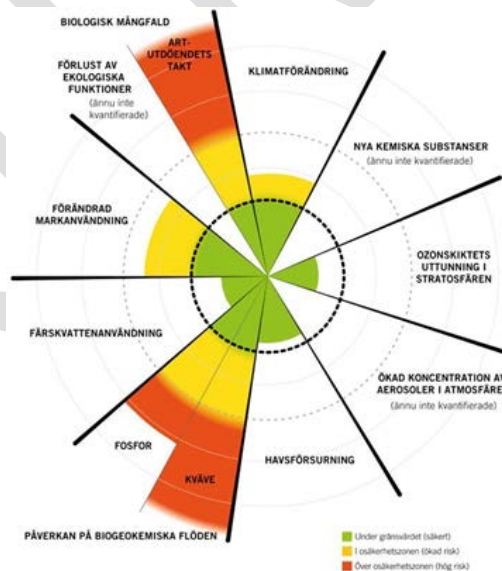 BIOLOGISK MÅNGFALD
ART-
UTDÖENDETS
TAKT
FÖRLUST AV
EKOLOGISKA
FUNKTIONER
(ännu inte
kvantifierade)
KLIMATFÖRÄNDRING
NYA KEMISKA SUBSTANSER
(ännu inte kvantifierade)
FÖRÄNDRAD
MARKANVÄNDNING
OZONSKIKTETS
UTTUNNING I
STRATOSFÄREN
FÄRSKVATTENANVÄNDNING
ÖKAD KONCENTRATION AV
AEROSOLER I ATMOSFÄRE
(ännu inte kvantifierade)
FOSFOR
KVÄVE
HAVSFÖRSURNING
PÅVERKAN PÅ BIOGEOKEMISKA FLÖDEN
Under gränsvärdet (säkert)
I osäkerhetszonen (ökad risk)
Över osäkerhetszonen (hög risk)